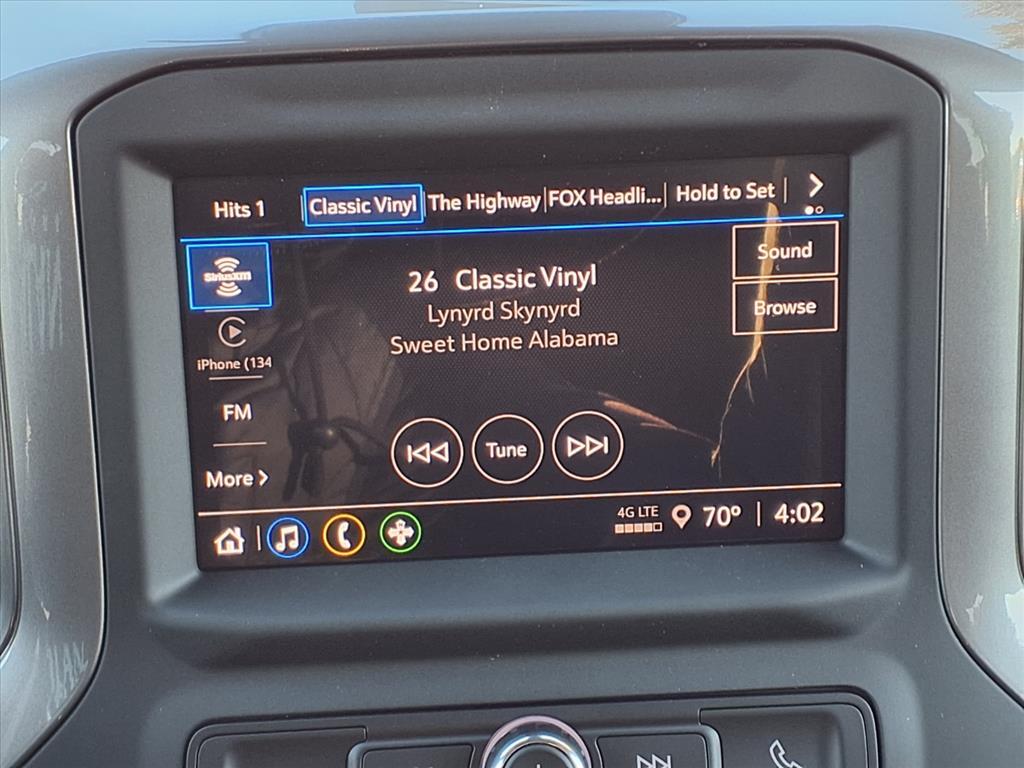 Hits 1
Classic Vinyl
The Highway
FOX Headli...
Hold to Set
SiriusXM
iPhone (134
FM
More
26 Classic Vinyl
Lynyrd Skynyrd
Sweet Home Alabama
Sound
Browse
Tune
4G LTE
70°
4:02